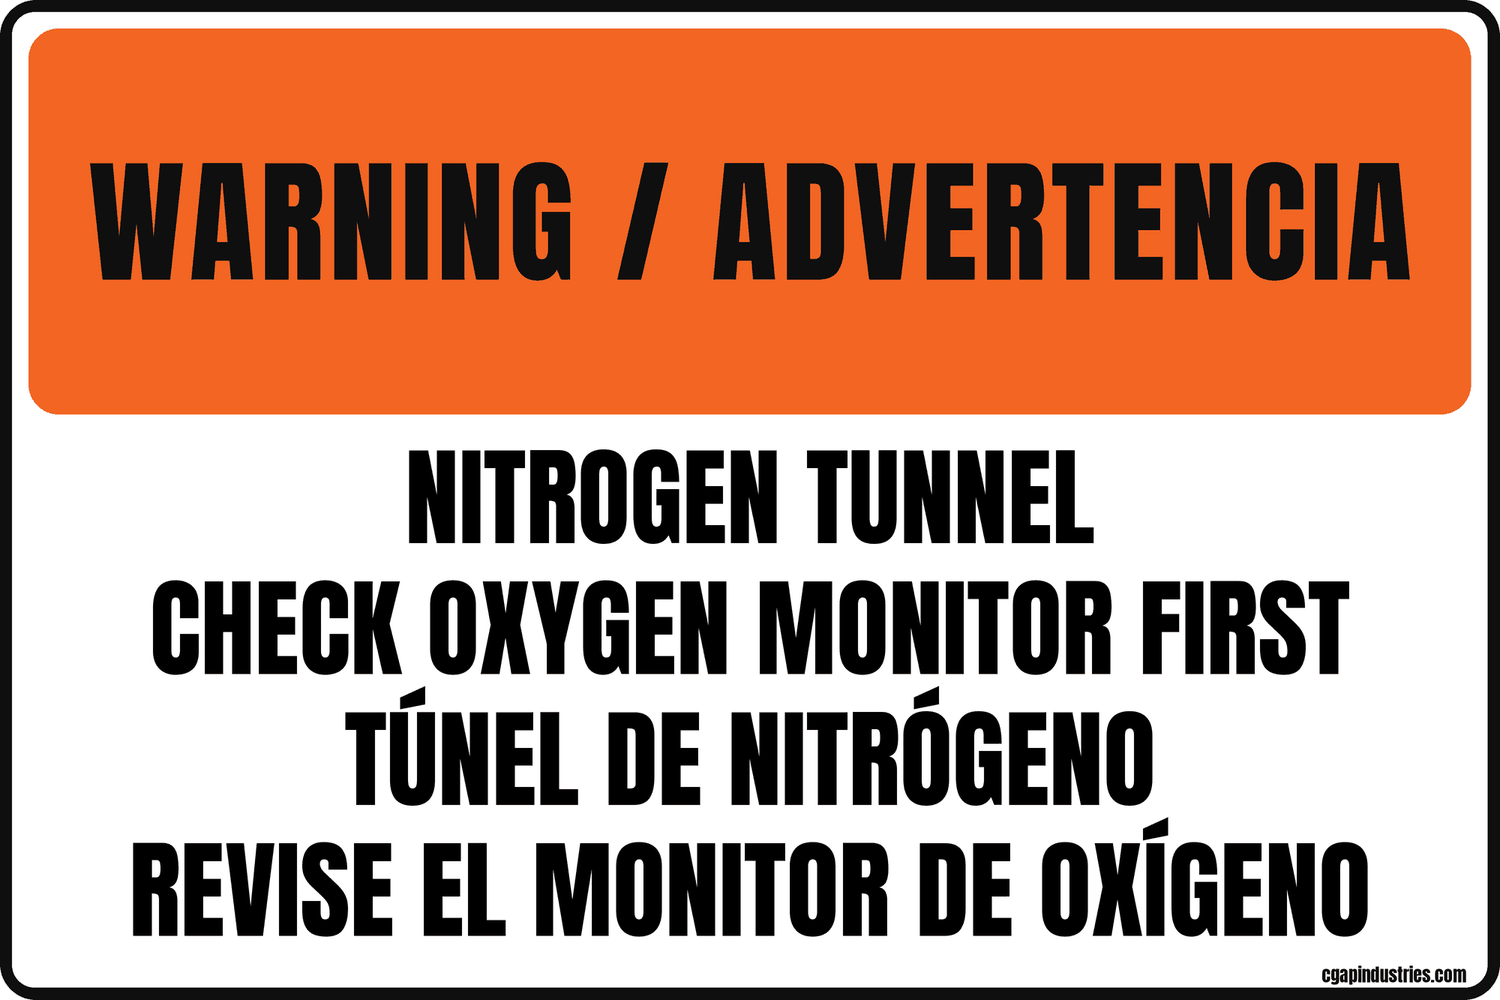 WARNING / ADVERTENCIA
NITROGEN TUNNEL
CHECK OXYGEN MONITOR FIRST
TÚNEL DE NITRÓGENO
REVISE EL MONITOR DE OXÍGENO
cgapindustries.com